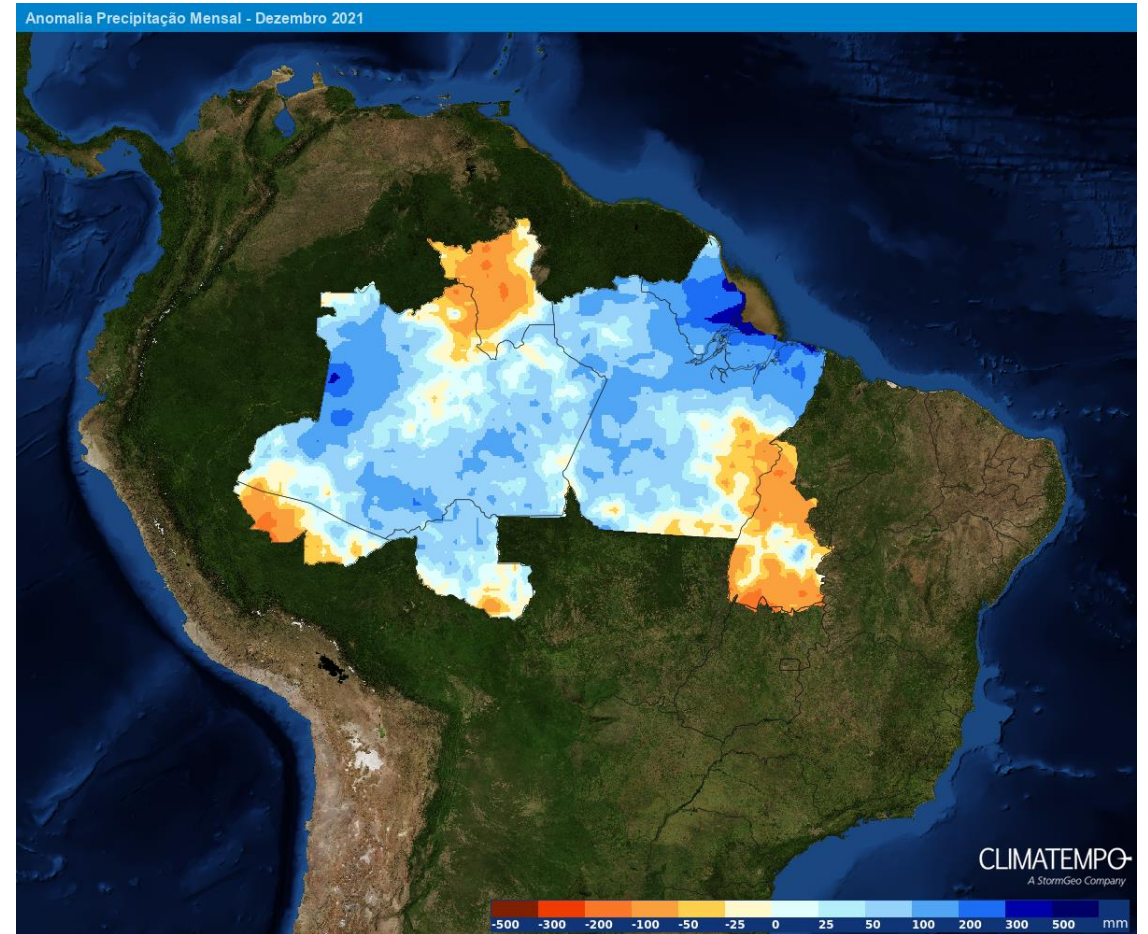 Anomalia Precipitação Mensal - Dezembro 2021
CLIMATEMPO
A StormGeo Company
-500 -300 -200 -100 -50 -25 0 25 50 100 200 300 500 mm